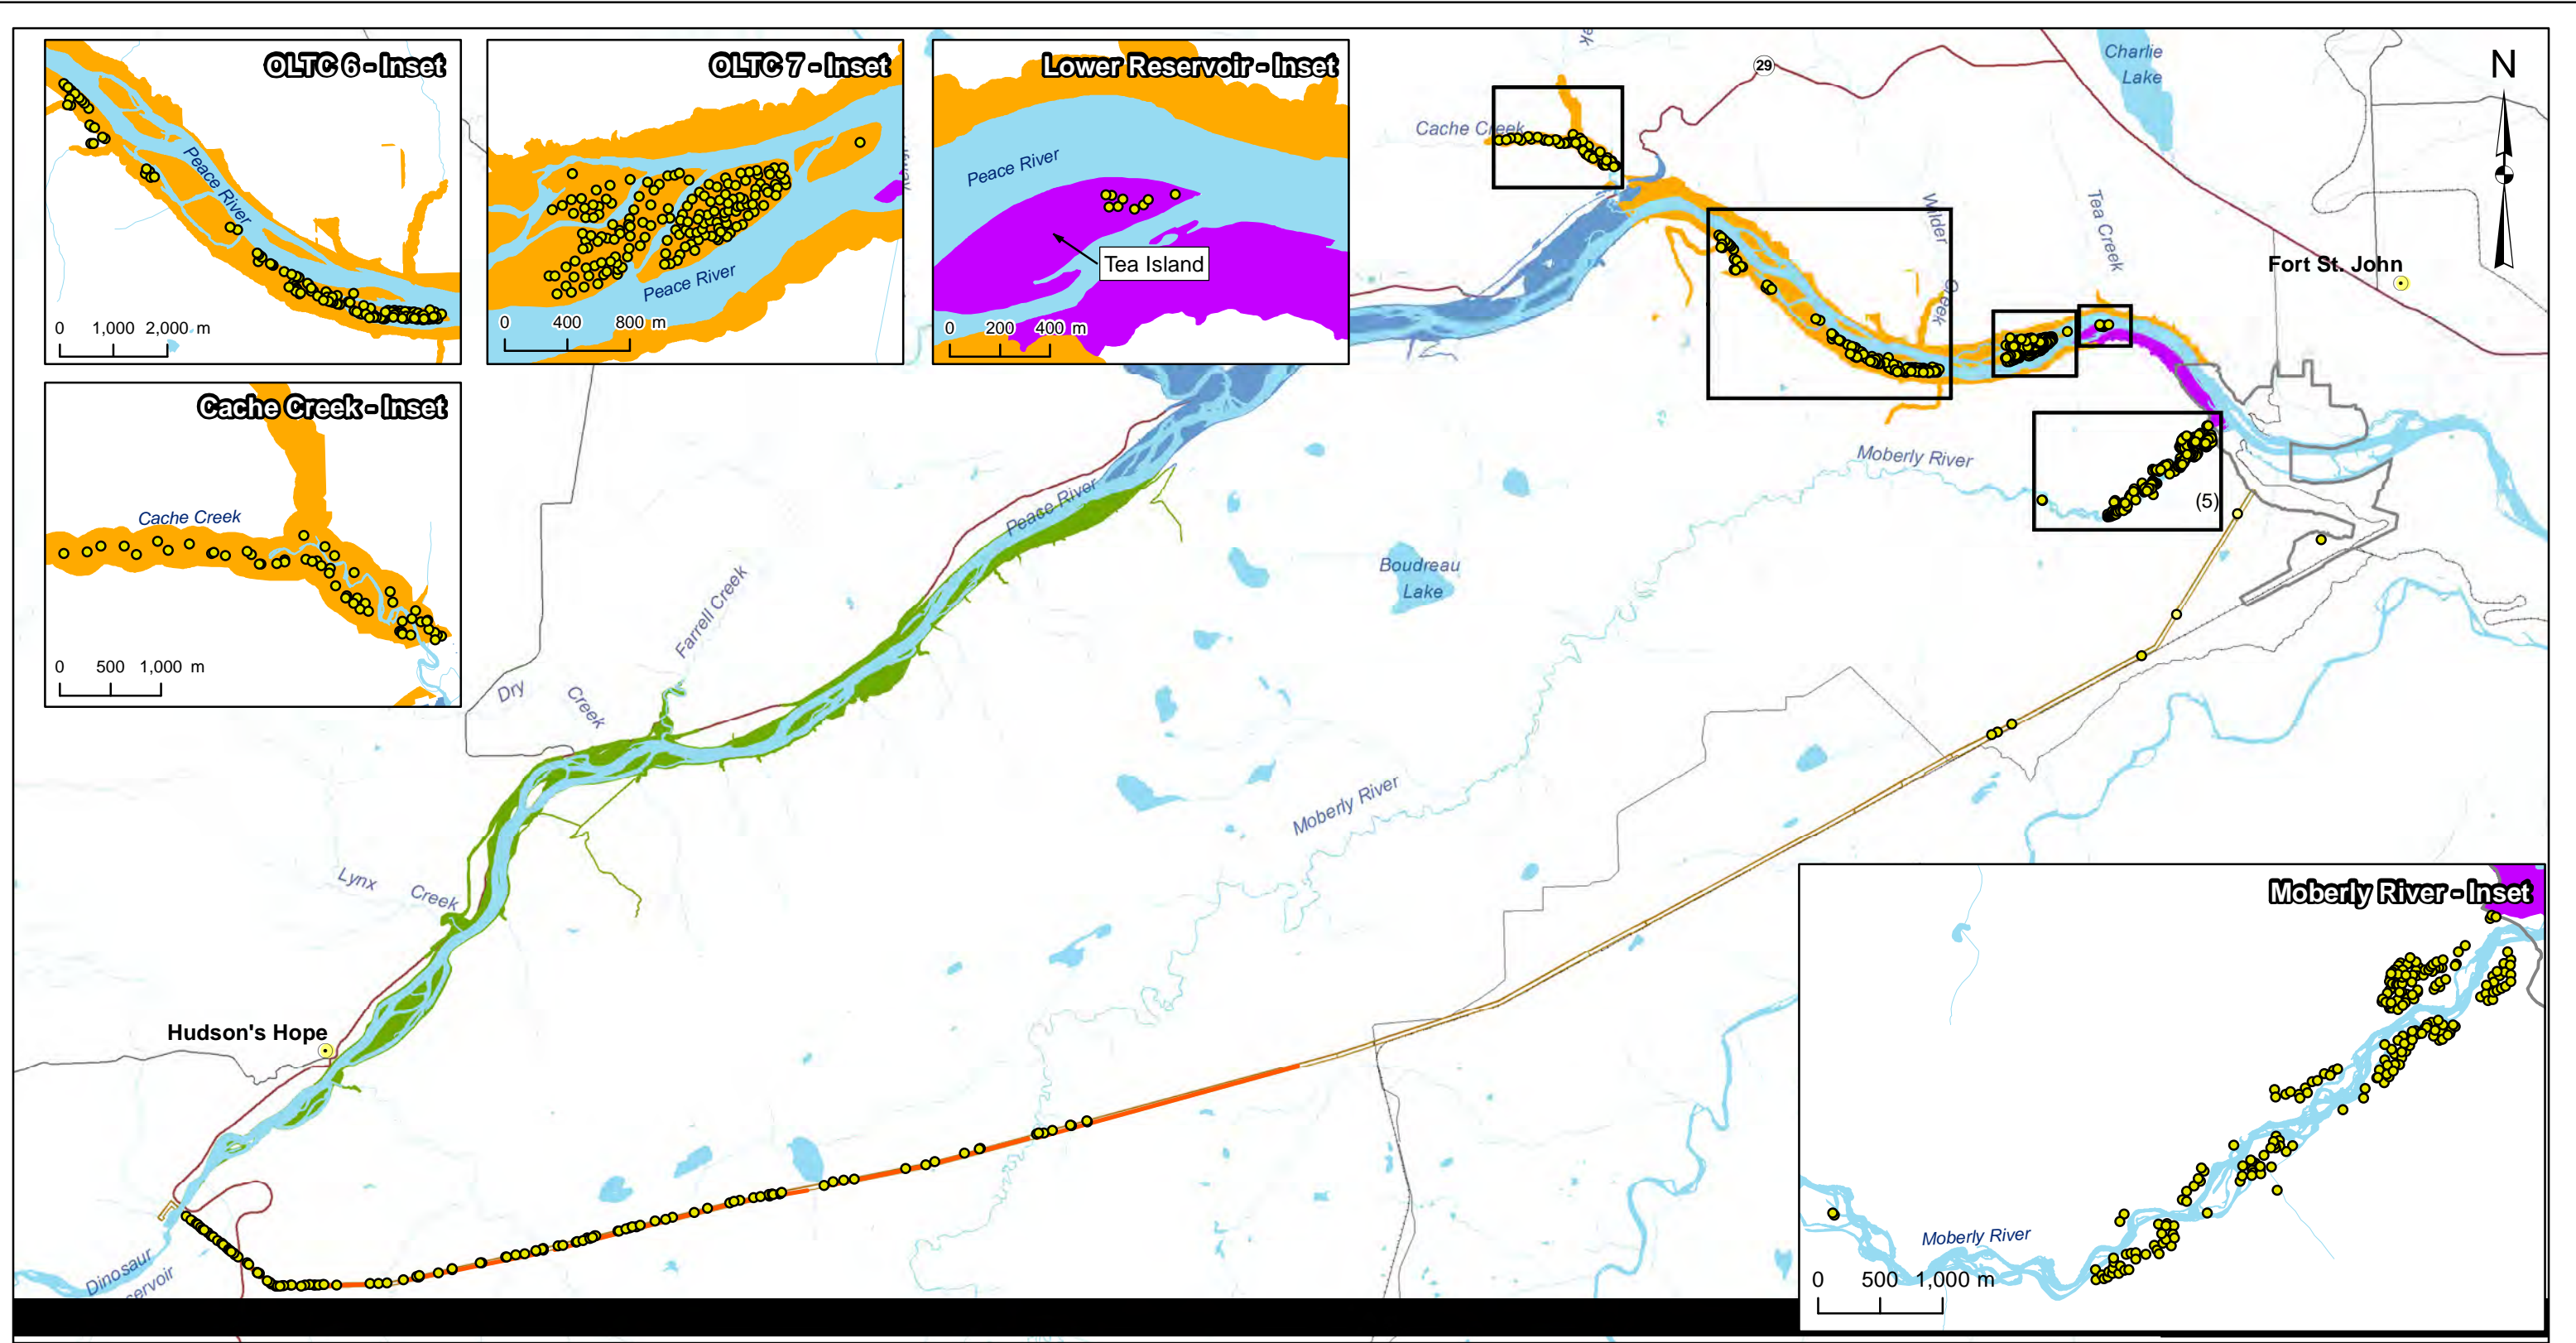 OLTC 6 - Inset
Peace River
0 1,000 2,000 m
OLTC 7 - Inset
Peace River
0 400 800 m
Lower Reservoir - Inset
Peace River
Tea Island
0 200 400 m
Cache Creek - Inset
Cache Creek
0 500 1,000 m
ek
29
Charlie
Lake
N
Cache Creek
Wilder
Creek
Tea Creek
Fort St. John
Moberly River
(5)
Peace River
Boudreau
Lake
Farrell Creek
Dry
Creek
Moberly River
Lynx
Creek
Hudson's Hope
Dinosaur
servoir
Moberly River - Inset
Moberly River
0 500 1,000 m